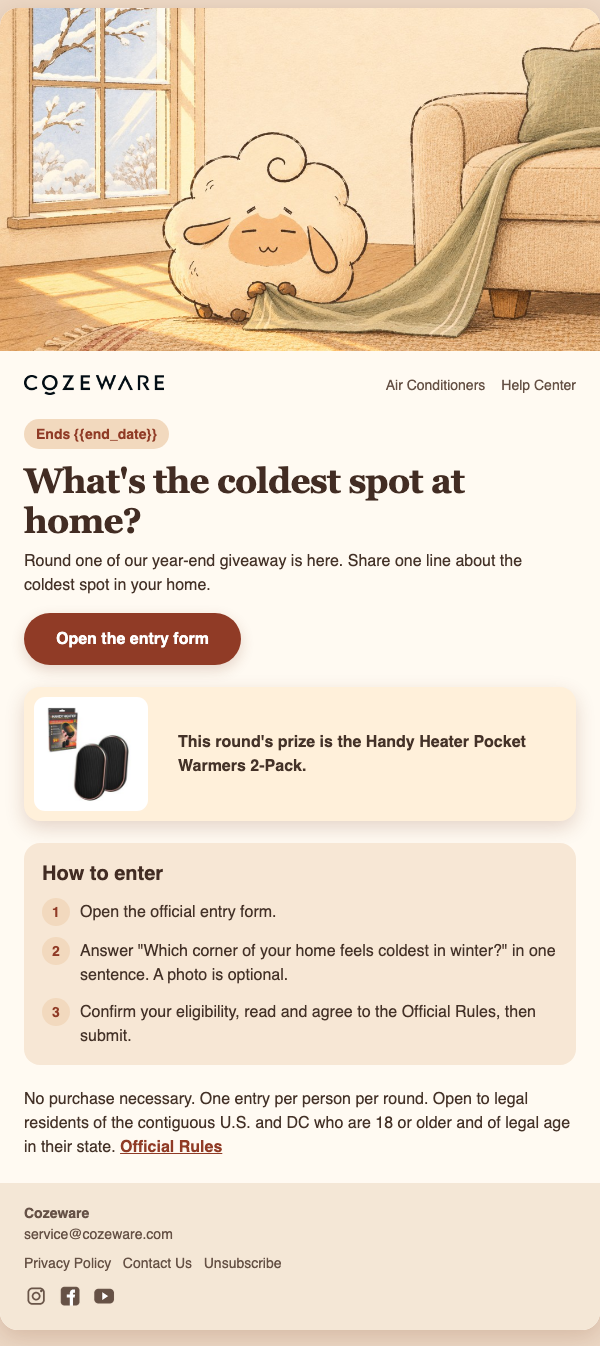 COZEWARE
Air Conditioners Help Center
Ends {{end_date}}
What's the coldest spot at
home?
Round one of our year-end giveaway is here. Share one line about the
coldest spot in your home.
Open the entry form
HANDY HEATER
This round's prize is the Handy Heater Pocket
Warmers 2-Pack.
How to enter
1 Open the official entry form.
2 Answer "Which corner of your home feels coldest in winter?" in one
sentence. A photo is optional.
3 Confirm your eligibility, read and agree to the Official Rules, then
submit.
No purchase necessary. One entry per person per round. Open to legal
residents of the contiguous U.S. and DC who are 18 or older and of legal age
in their state. Official Rules
Cozeware
service@cozeware.com
Privacy Policy Contact Us Unsubscribe